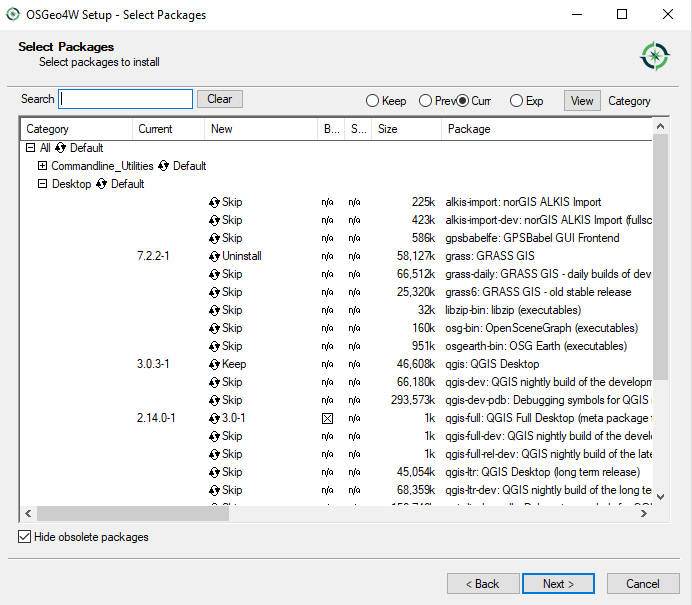 OSGeo4W Setup - Select Packages
Select Packages
Select packages to install
Search Clear Keep Prev Curr Exp View Category
Category Current New B... S... Size Package
All Default
Commandline_Utilities Default
Desktop Default
Skip n/a n/a 225k alkis-import: norGIS ALKIS Import
Skip n/a n/a 423k alkis-import-dev: norGIS ALKIS Import (fullsc
Skip n/a n/a 586k gpsbabelfe: GPSBabel GUI Frontend
7.2.2-1 Uninstall n/a n/a 58,127k grass: GRASS GIS
Skip n/a n/a 66,512k grass-daily: GRASS GIS - daily builds of dev
Skip n/a n/a 25,320k grass6: GRASS GIS - old stable release
Skip n/a n/a 32k libzip-bin: libzip (executables)
Skip n/a n/a 160k osg-bin: OpenSceneGraph (executables)
Skip n/a n/a 951k osgearth-bin: OSG Earth (executables)
3.0.3-1 Keep n/a n/a 46,608k qgis: QGIS Desktop
Skip n/a n/a 66,180k qgis-dev: QGIS nightly build of the developm
Skip n/a n/a 293,573k qgis-dev-pdb: Debugging symbols for QGIS
2.14.0-1 3.0-1 n/a 1k qgis-full: QGIS Full Desktop (meta package
Skip n/a n/a 1k qgis-full-dev: QGIS nightly build of the devel
Skip n/a n/a 1k qgis-full-rel-dev: QGIS nightly build of the late
Skip n/a n/a 45,054k qgis-ltr: QGIS Desktop (long term release)
Skip n/a n/a 68,359k qgis-ltr-dev: QGIS nightly build of the long te
Hide obsolete packages
< Back Next > Cancel